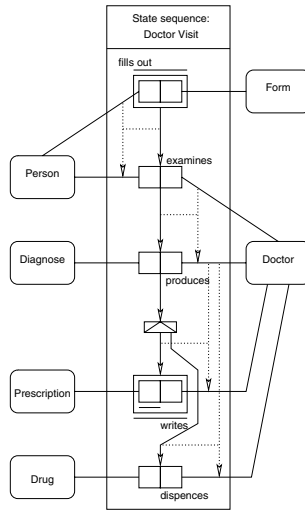 State sequence:
Doctor Visit
fills out
Form
examines
Person
Diagnose
Doctor
produces
Prescription
writes
Drug
dispences